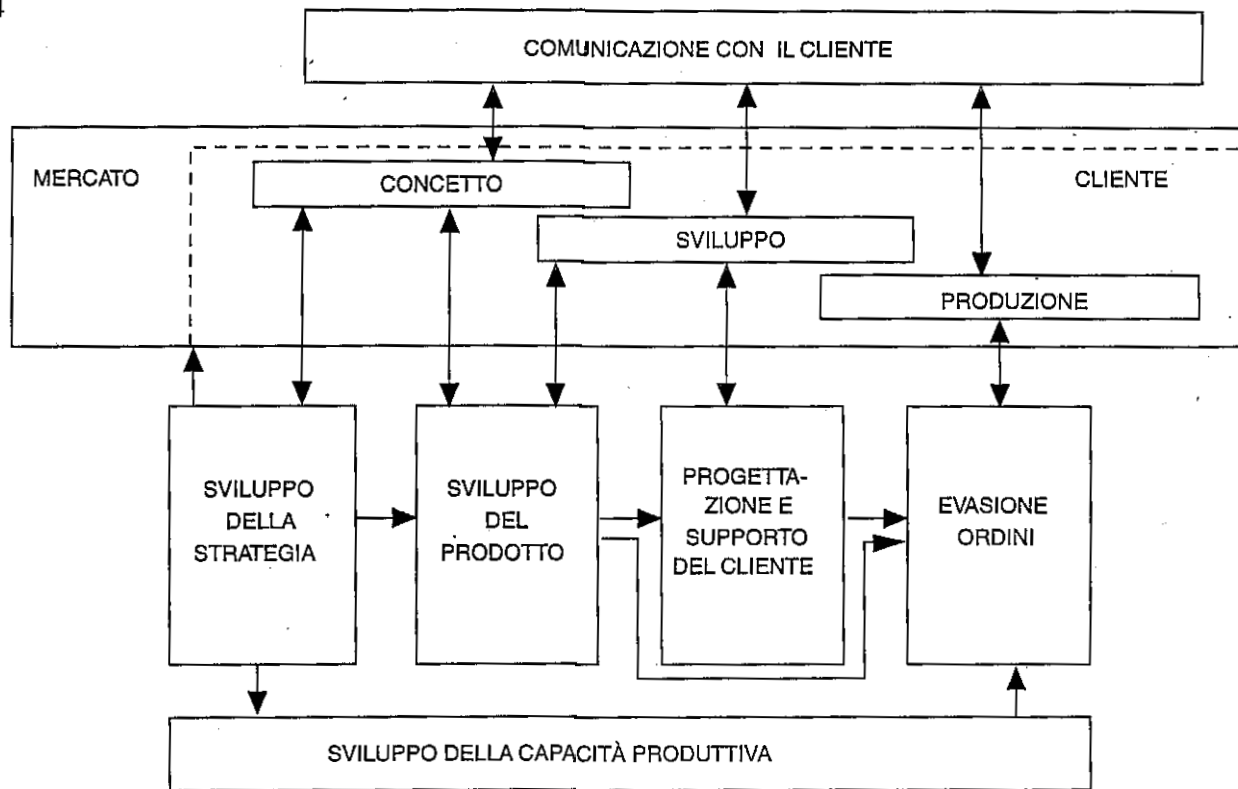 COMUNICAZIONE CON IL CLIENTE
MERCATO
CONCETTO
CLIENTE
SVILUPPO
PRODUZIONE
SVILUPPO
DELLA
STRATEGIA
SVILUPPO
DEL
PRODOTTO
PROGETTA-
ZIONE E
SUPPORTO
DEL CLIENTE
EVASIONE
ORDINI
SVILUPPO DELLA CAPACITÀ PRODUTTIVA